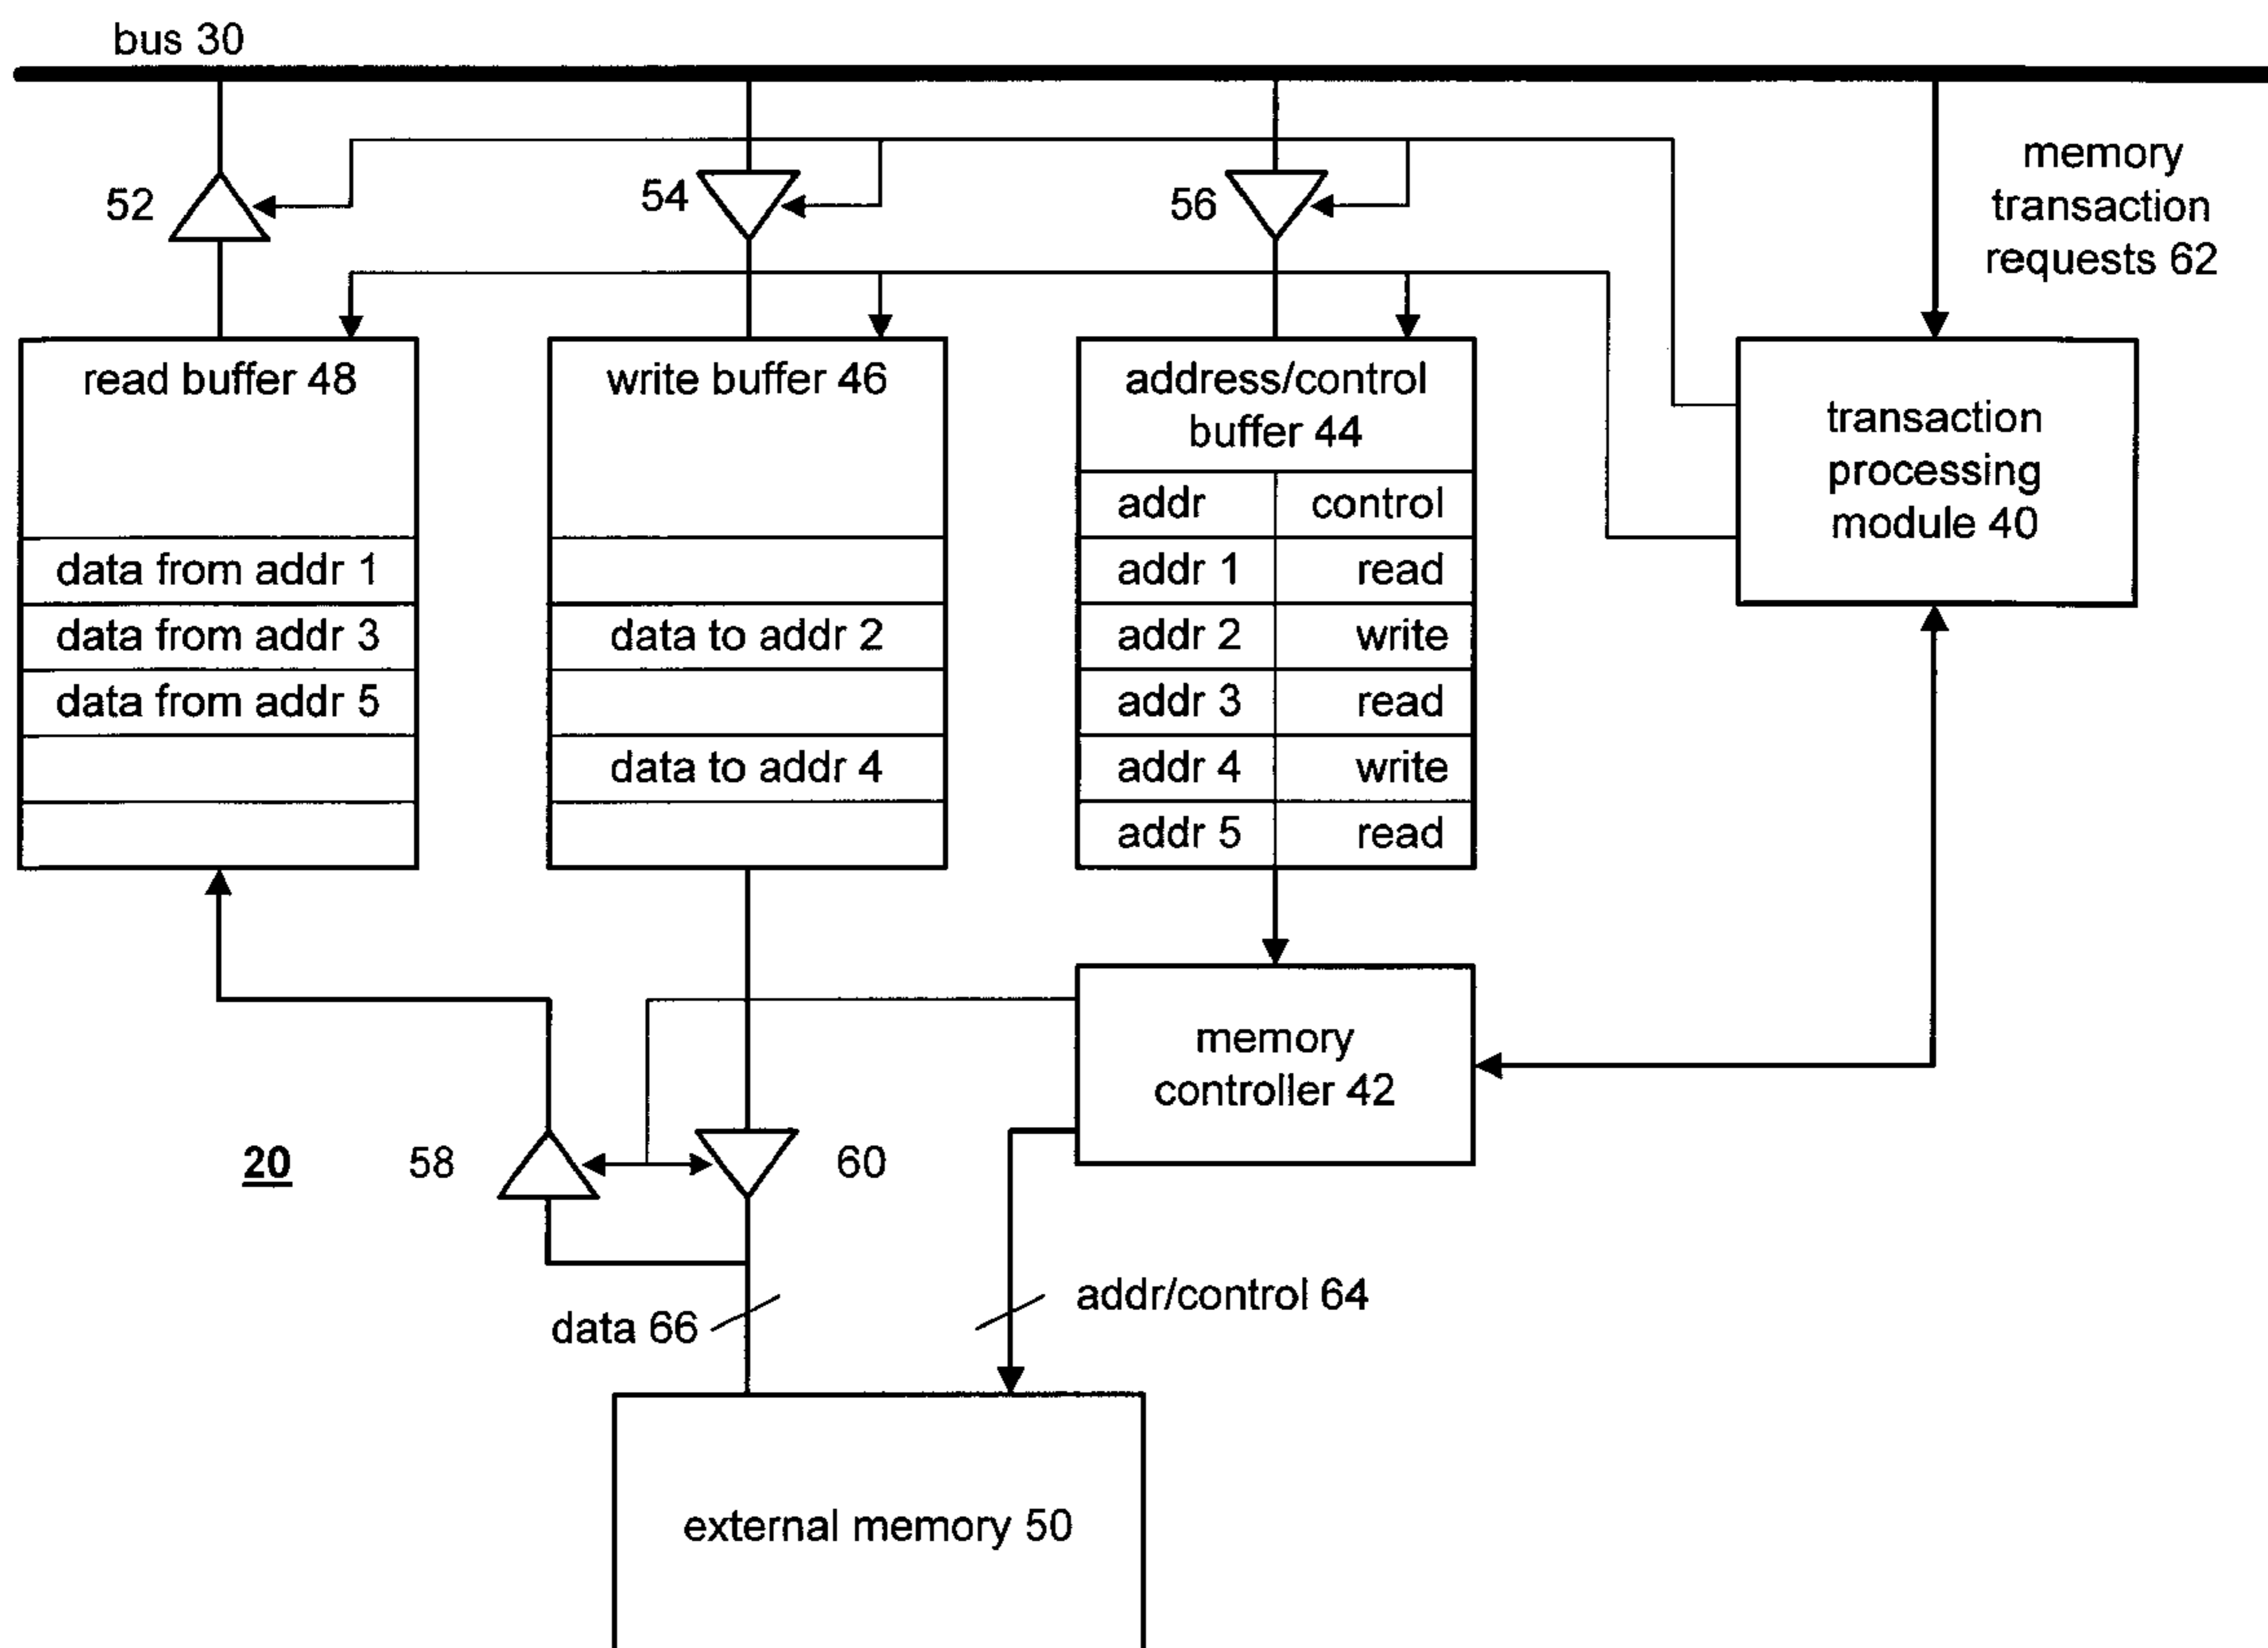 bus 30
memory
transaction
requests 62
52
54
56
read buffer 48
data from addr 1
data from addr 3
data from addr 5
write buffer 46
data to addr 2
data to addr 4
address/control
buffer 44
addr control
addr 1 read
addr 2 write
addr 3 read
addr 4 write
addr 5 read
transaction
processing
module 40
memory
controller 42
20
58
60
data 66
addr/control 64
external memory 50